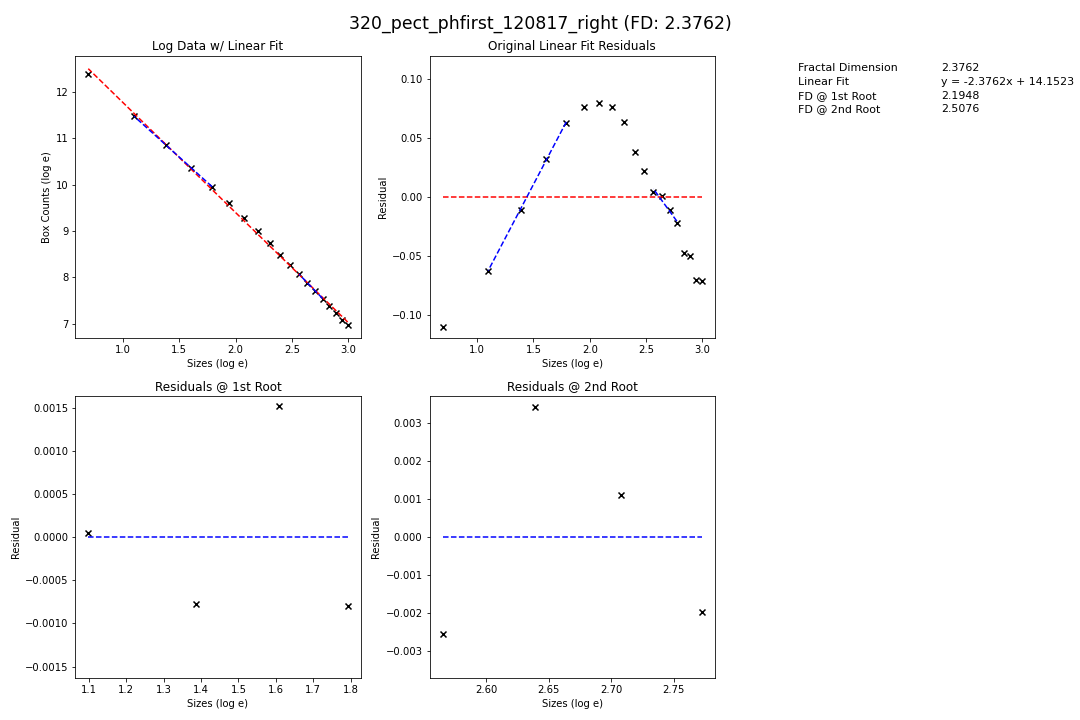 320_pect_phfirst_120817_right (FD: 2.3762)
Log Data w/ Linear Fit
12
11
10
9
8
7
Box Counts (log e)
1.0 1.5 2.0 2.5 3.0
Sizes (log e)
Original Linear Fit Residuals
0.10
0.05
0.00
−0.05
−0.10
Residual
1.0 1.5 2.0 2.5 3.0
Sizes (log e)
Fractal Dimension 2.3762
Linear Fit y = -2.3762x + 14.1523
FD @ 1st Root 2.1948
FD @ 2nd Root 2.5076
Residuals @ 1st Root
0.0015
0.0010
0.0005
0.0000
−0.0005
−0.0010
−0.0015
Residual
1.1 1.2 1.3 1.4 1.5 1.6 1.7 1.8
Sizes (log e)
Residuals @ 2nd Root
0.003
0.002
0.001
0.000
−0.001
−0.002
−0.003
Residual
2.60 2.65 2.70 2.75
Sizes (log e)